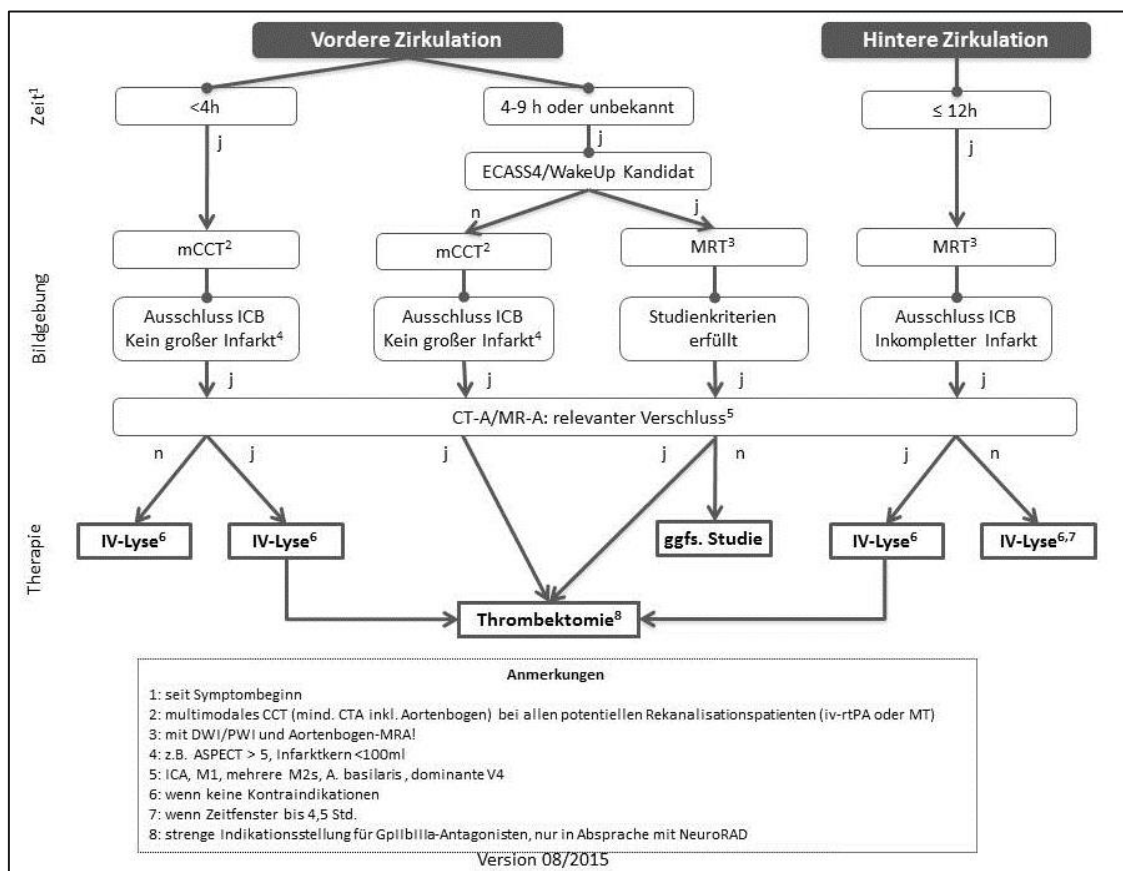 Vordere Zirkulation
Hintere Zirkulation
Zeit¹
<4h
4-9 h oder unbekannt
≤ 12h
j
j
j
ECASS4/WakeUp Kandidat
n
j
Bildgebung
mCCT²
mCCT²
MRT³
MRT³
Ausschluss ICB
Kein großer Infarkt⁴
Ausschluss ICB
Kein großer Infarkt⁴
Studienkriterien
erfüllt
Ausschluss ICB
Inkompletter Infarkt
j
j
j
j
CT-A/MR-A: relevanter Verschluss⁵
n
j
j
j
n
j
n
Therapie
IV-Lyse⁶
IV-Lyse⁶
ggfs. Studie
IV-Lyse⁶
IV-Lyse⁶,⁷
Thrombektomie⁸
Anmerkungen
1: seit Symptombeginn
2: multimodales CCT (mind. CTA inkl. Aortenbogen) bei allen potentiellen Rekanalisationspatienten (iv-rtPA oder MT)
3: mit DWI/PWI und Aortenbogen-MRA!
4: z.B. ASPECT > 5, Infarktkern <100ml
5: ICA, M1, mehrere M2s, A. basilaris , dominante V4
6: wenn keine Kontraindikationen
7: wenn Zeitfenster bis 4,5 Std.
8: strenge Indikationsstellung für GpIIbIIIa-Antagonisten, nur in Absprache mit NeuroRAD
Version 08/2015